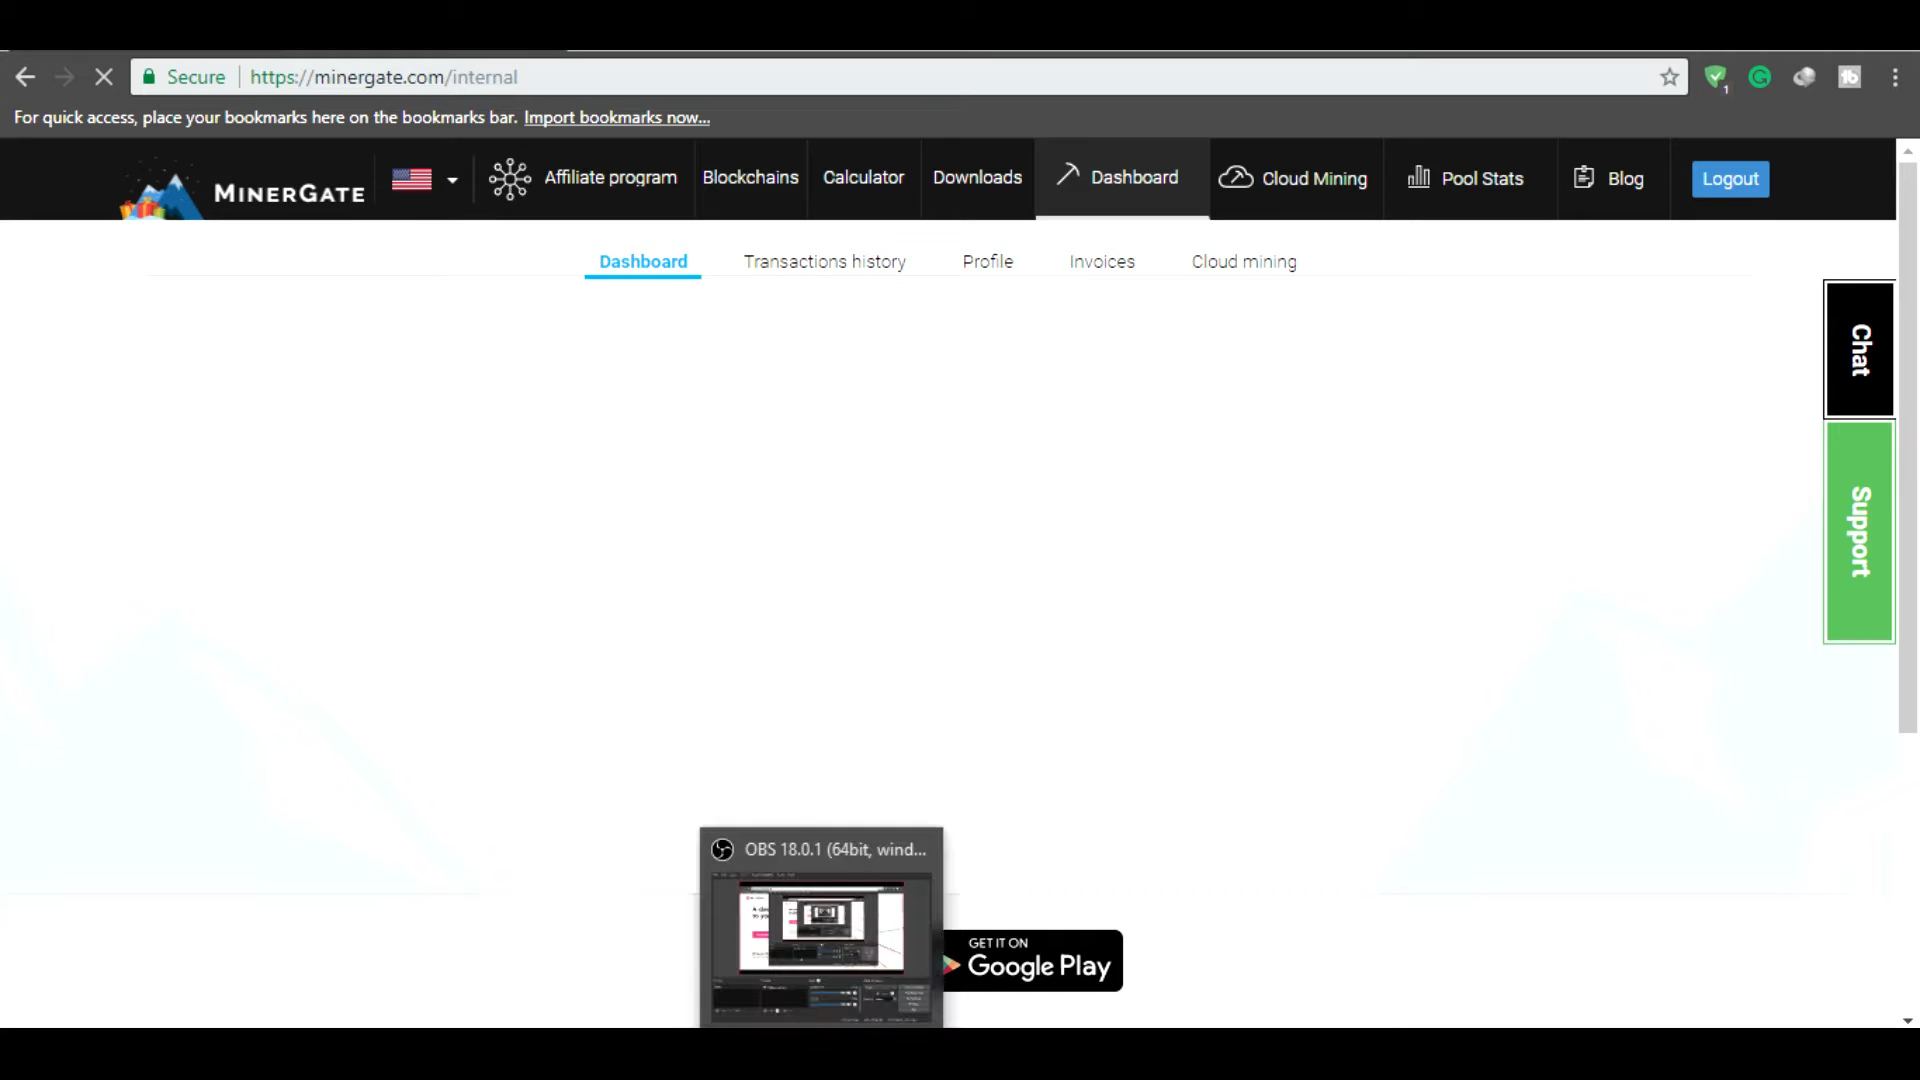 Secure https://minergate.com/internal
1
For quick access, place your bookmarks here on the bookmarks bar. Import bookmarks now...
MINERGATE Affiliate program Blockchains Calculator Downloads Dashboard Cloud Mining Pool Stats Blog Logout
Dashboard Transactions history Profile Invoices Cloud mining
Chat
Support
OBS 18.0.1 (64bit, wind...
GET IT ON
Google Play